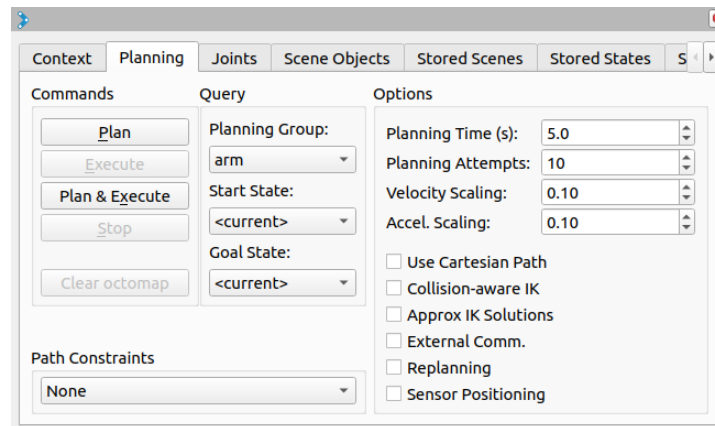 Context Planning Joints Scene Objects Stored Scenes Stored States S
Commands
Plan
Execute
Plan & Execute
Stop
Clear octomap
Query
Planning Group:
arm
Start State:
<current>
Goal State:
<current>
Options
Planning Time (s): 5.0
Planning Attempts: 10
Velocity Scaling: 0.10
Accel. Scaling: 0.10
Use Cartesian Path
Collision-aware IK
Approx IK Solutions
External Comm.
Replanning
Sensor Positioning
Path Constraints
None